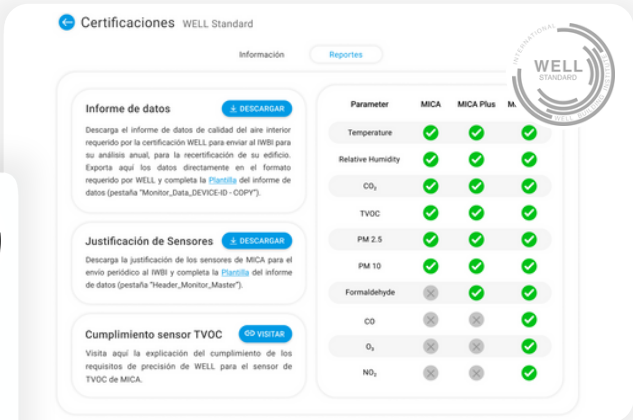 Certificaciones WELL Standard
Información Reportes
Informe de datos DESCARGAR
Descarga el informe de datos de calidad del aire interior
requerido por la certificación WELL para enviar al IWBI para
su análisis anual, para la recertificación de su edificio.
Exporta aquí los datos directamente en el formato
requerido por WELL y completa la Plantilla del informe de
datos (pestaña "Monitor_Data_DEVICE-ID - COPY").
Justificación de Sensores DESCARGAR
Descarga la justificación de los sensores de MICA para el
envío periódico al IWBI y completa la Plantilla del informe
de datos (pestaña "Header_Monitor_Master").
Cumplimiento sensor TVOC VISITAR
Visita aquí la explicación del cumplimiento de los
requisitos de precisión de WELL para el sensor de
TVOC de MICA.
Parameter MICA MICA Plus M
Temperature
Relative Humidity
CO₂
TVOC
PM 2.5
PM 10
Formaldehyde
CO
O₃
NO₂
INTERNATIONAL
WELL
STANDARD